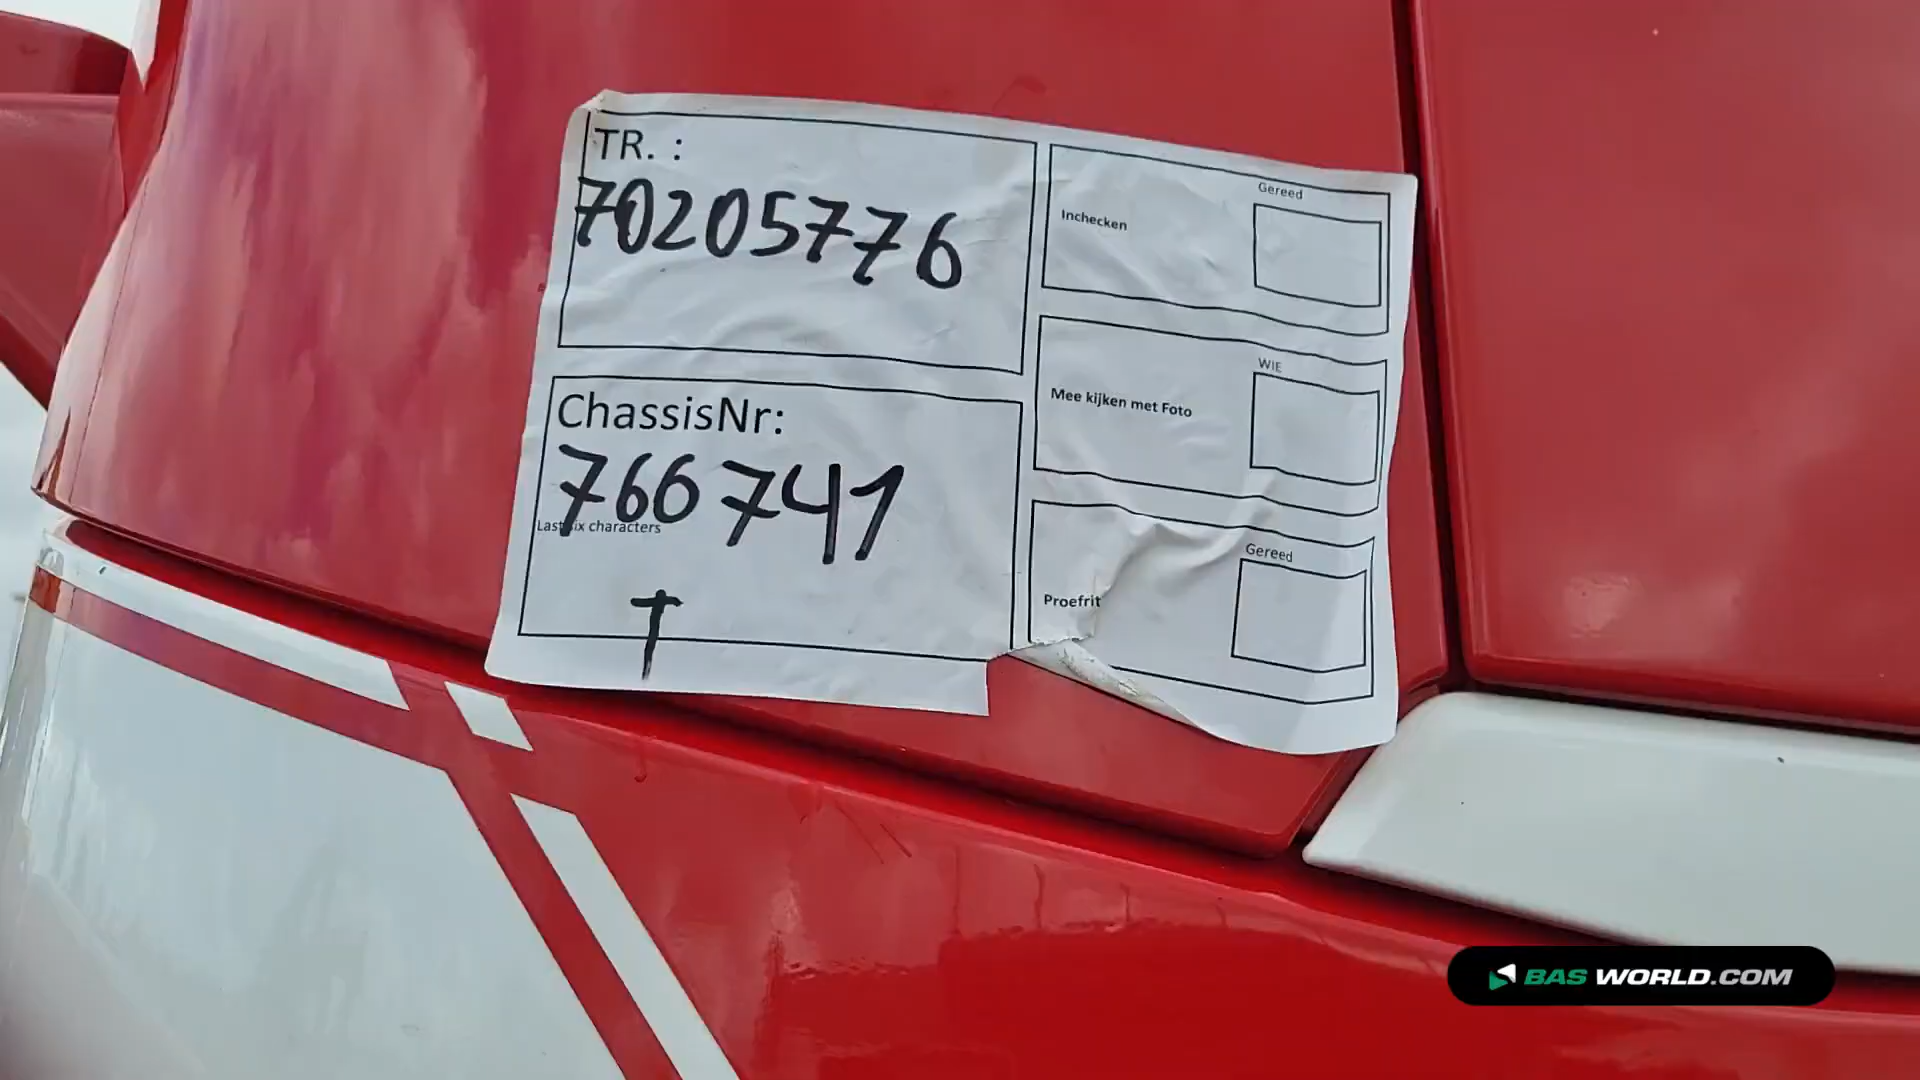 TR. :
70205776
ChassisNr:
766741
Last six characters
T
Gereed
Inchecken
WIE
Mee kijken met Foto
Gereed
Proefrit
BAS WORLD.COM